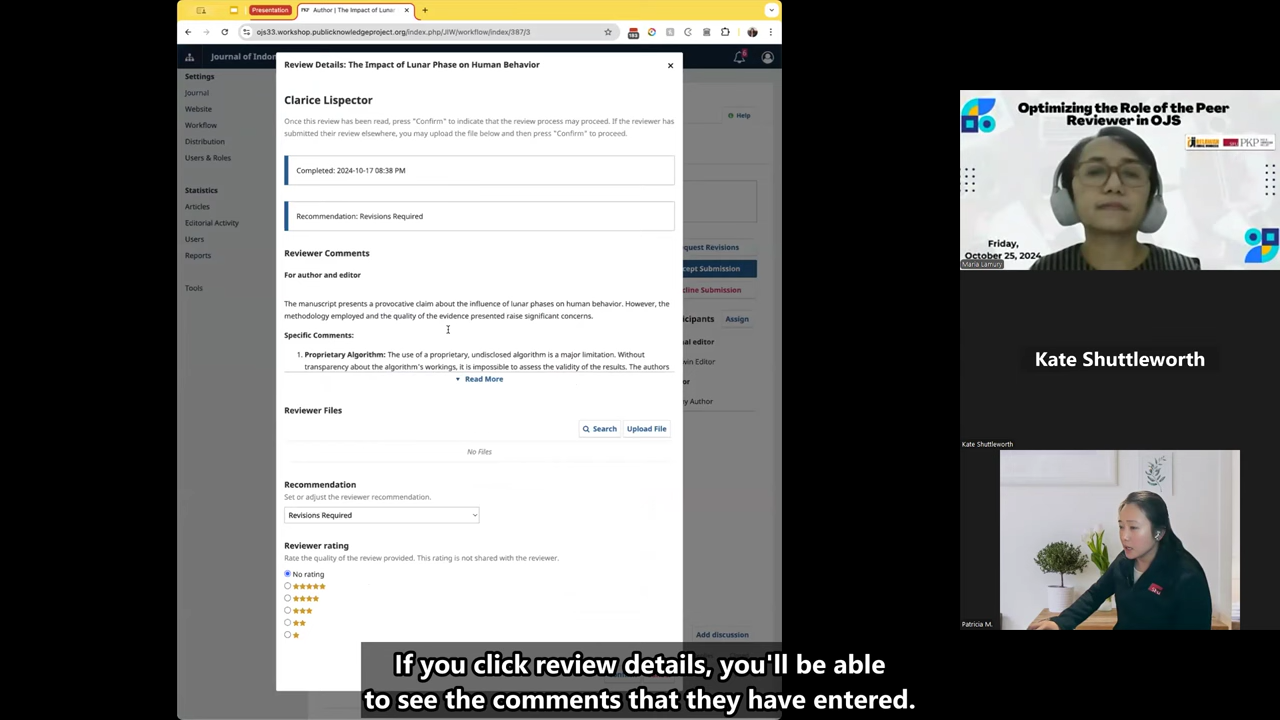 Presentation
Author | The Impact of Lunar
ojs33.workshop.publicknowledgeproject.org/index.php/JIW/workflow/index/387/3
193
Journal of Indon
6
Settings
Journal
Website
Workflow
Distribution
Users & Roles
Statistics
Articles
Editorial Activity
Users
Reports
Tools
Review Details: The Impact of Lunar Phase on Human Behavior
Clarice Lispector
Once this review has been read, press "Confirm" to indicate that the review process may proceed. If the reviewer has
submitted their review elsewhere, you may upload the file below and then press "Confirm" to proceed.
Completed: 2024-10-17 08:38 PM
Recommendation: Revisions Required
Reviewer Comments
For author and editor
The manuscript presents a provocative claim about the influence of lunar phases on human behavior. However, the
methodology employed and the quality of the evidence presented raise significant concerns.
Specific Comments:
1. Proprietary Algorithm: The use of a proprietary, undisclosed algorithm is a major limitation. Without
transparency about the algorithm's workings, it is impossible to assess the validity of the results. The authors
Read More
Reviewer Files
Search Upload File
No Files
Recommendation
Set or adjust the reviewer recommendation.
Revisions Required
Reviewer rating
Rate the quality of the review provided. This rating is not shared with the reviewer.
No rating
Help
quest Revisions
cept Submission
cline Submission
icipants Assign
nal editor
win Editor
or
y Author
Add discussion
If you click review details, you'll be able
to see the comments that they have entered.
Optimizing the Role of the Peer
Reviewer in OJS
PKP
Friday,
October 25, 2024
Maria Lamury
Kate Shuttleworth
Kate Shuttleworth
Patricia M.